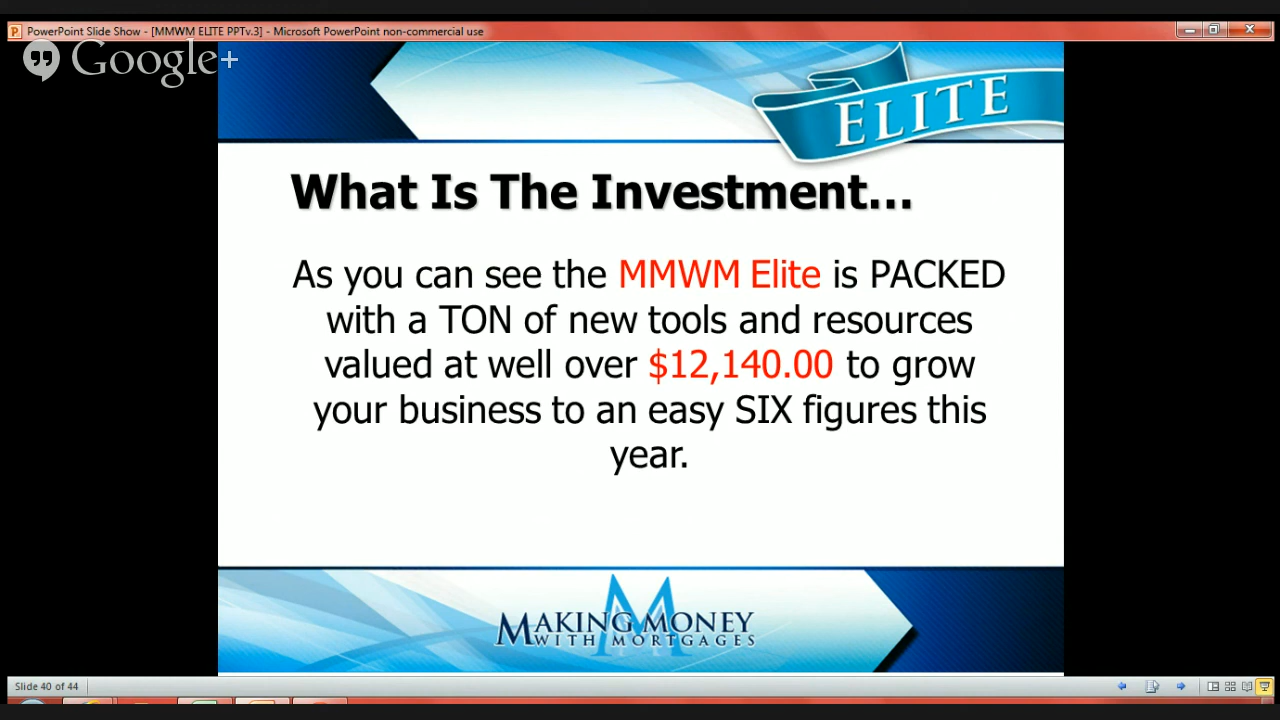 PowerPoint Slide Show - [MMWM ELITE PPTv.3] - Microsoft PowerPoint non-commercial use
Google+
ELITE
What Is The Investment...
As you can see the MMWM Elite is PACKED
with a TON of new tools and resources
valued at well over $12,140.00 to grow
your business to an easy SIX figures this
year.
M
MAKING MONEY
WITH MORTGAGES
Slide 40 of 44